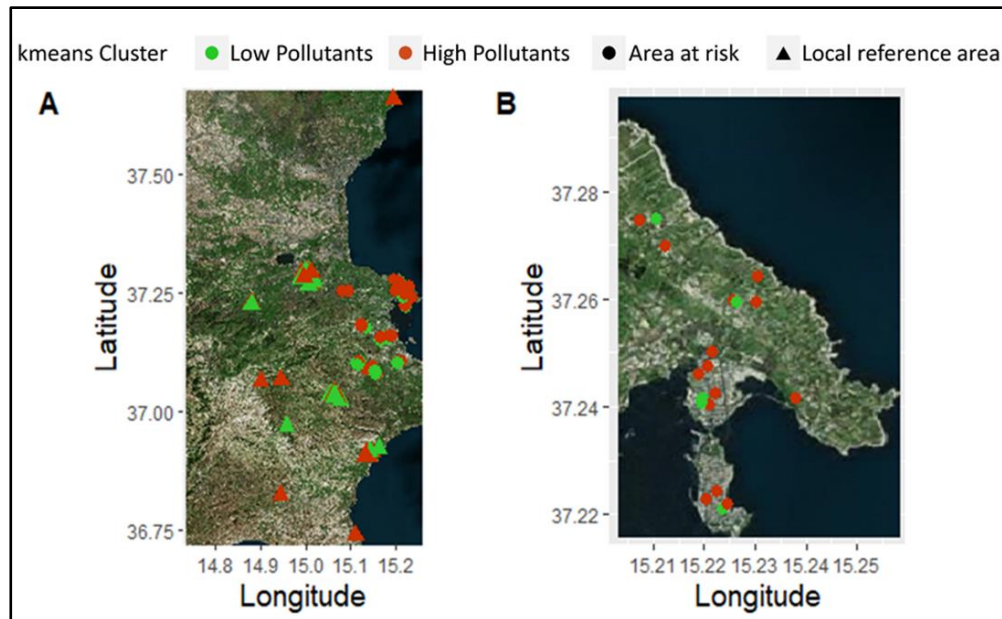 kmeans Cluster Low Pollutants High Pollutants Area at risk Local reference area
A
37.50
37.25
37.00
36.75
Latitude
14.8 14.9 15.0 15.1 15.2
Longitude
B
37.28
37.26
37.24
37.22
Latitude
15.21 15.22 15.23 15.24 15.25
Longitude